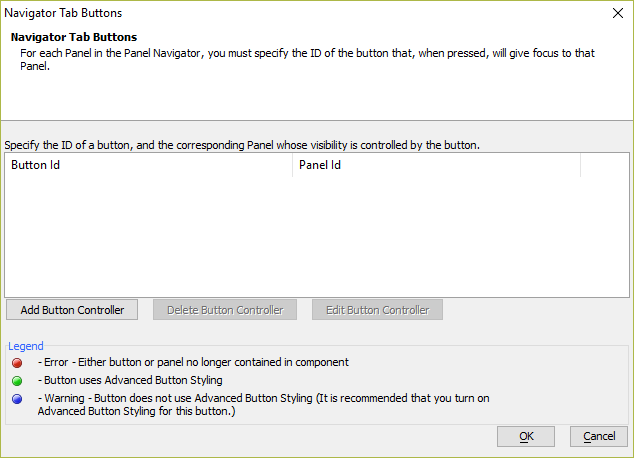 Navigator Tab Buttons
Navigator Tab Buttons
For each Panel in the Panel Navigator, you must specify the ID of the button that, when pressed, will give focus to that
Panel.
Specify the ID of a button, and the corresponding Panel whose visibility is controlled by the button.
Button Id Panel Id
Add Button Controller Delete Button Controller Edit Button Controller
Legend
- Error - Either button or panel no longer contained in component
- Button uses Advanced Button Styling
- Warning - Button does not use Advanced Button Styling (It is recommended that you turn on
Advanced Button Styling for this button.)
OK Cancel